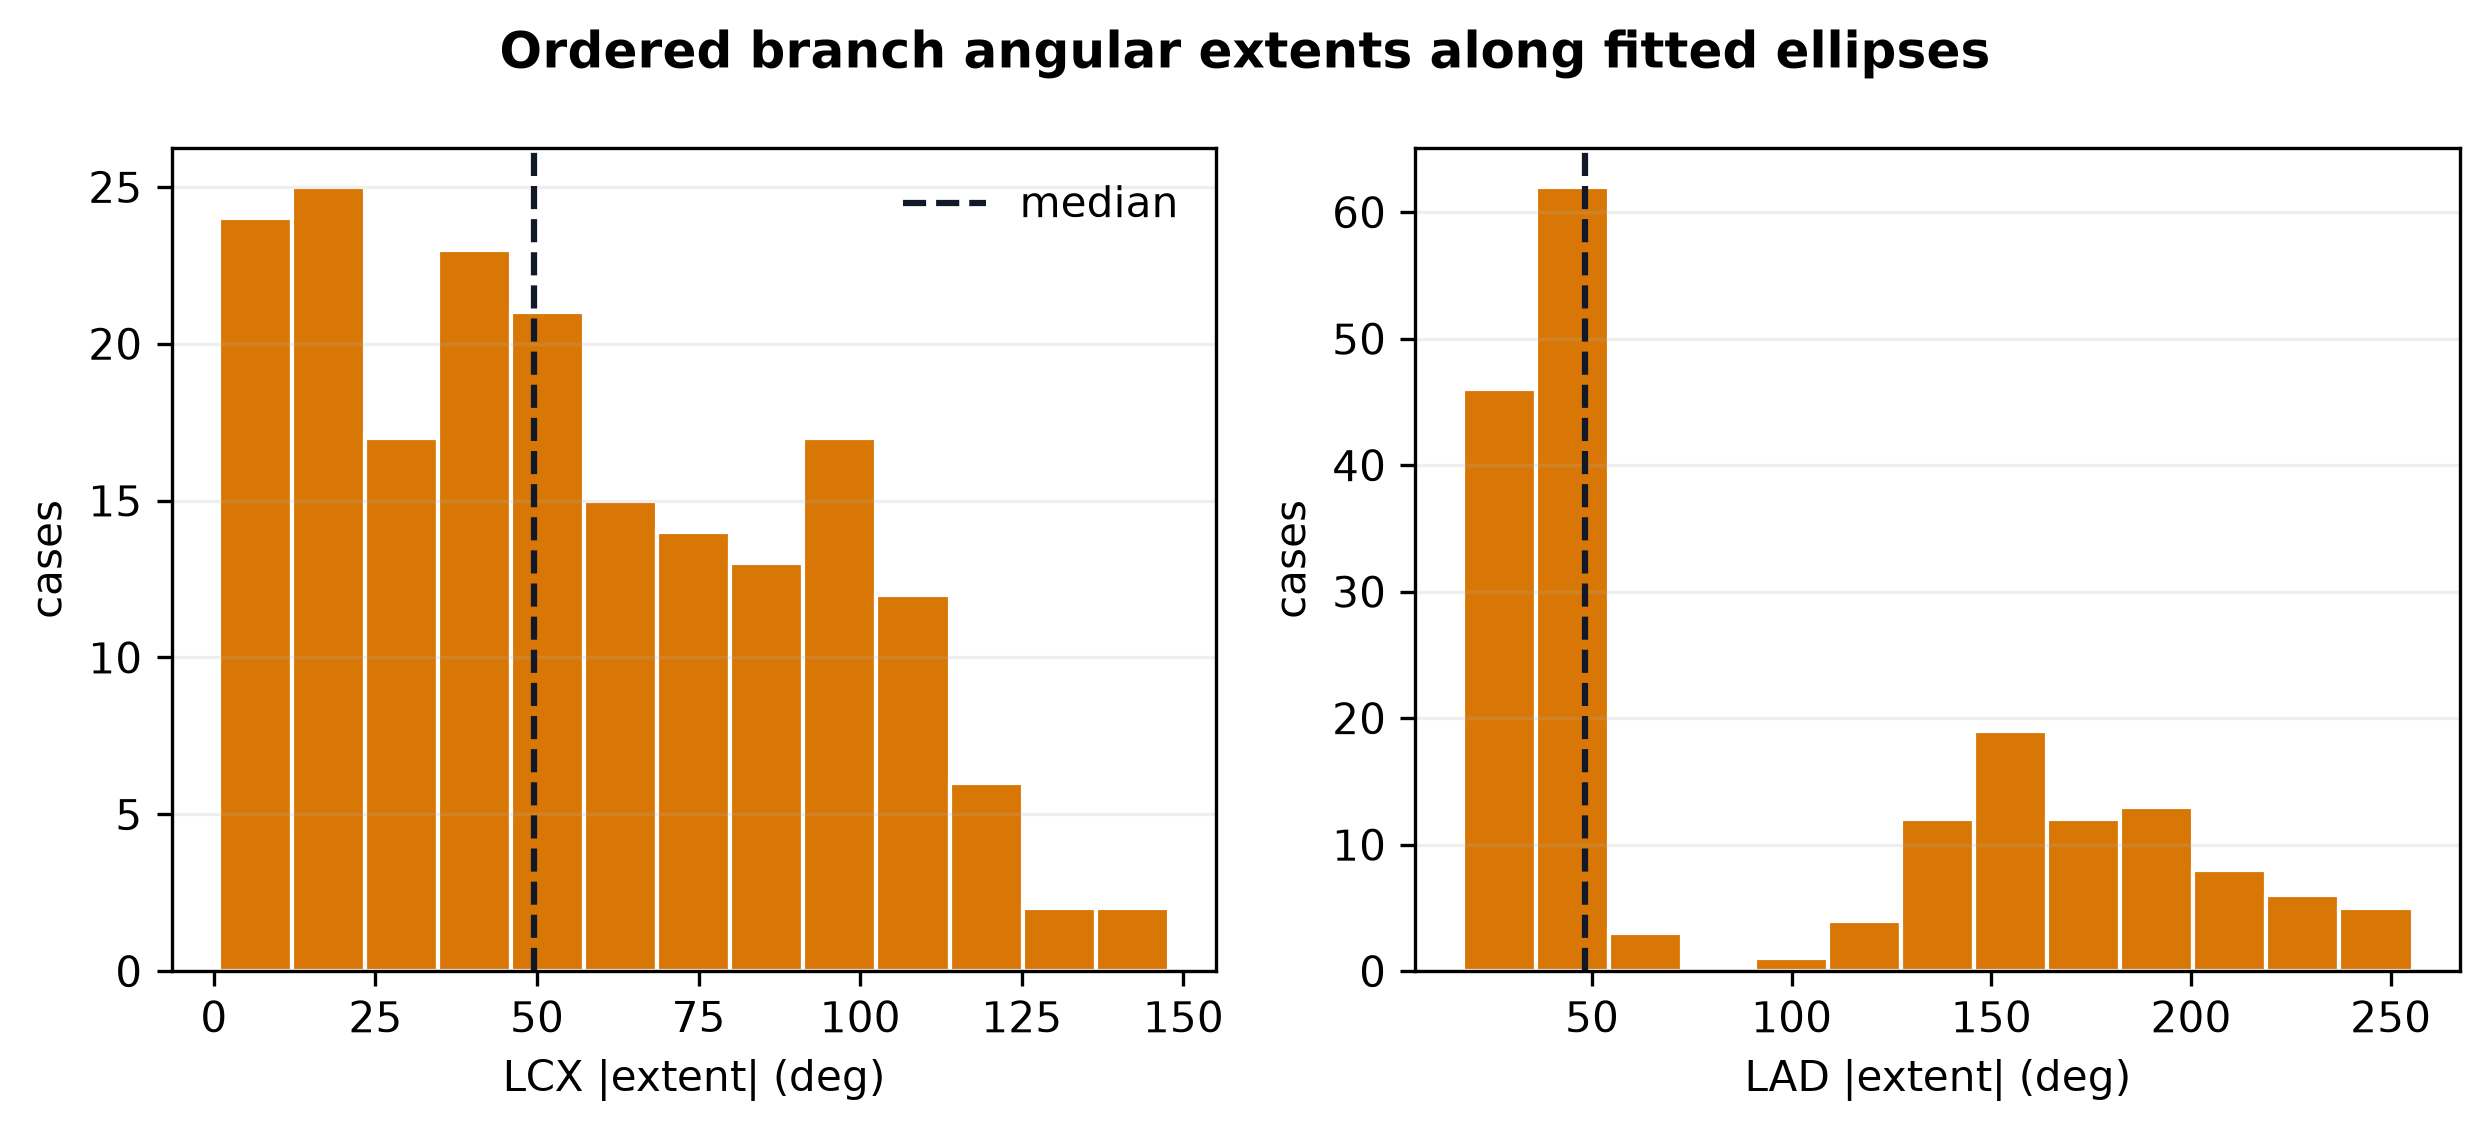 Ordered branch angular extents along fitted ellipses
median
cases
25
20
15
10
5
0
0 25 50 75 100 125 150
LCX |extent| (deg)
cases
60
50
40
30
20
10
0
50 100 150 200 250
LAD |extent| (deg)